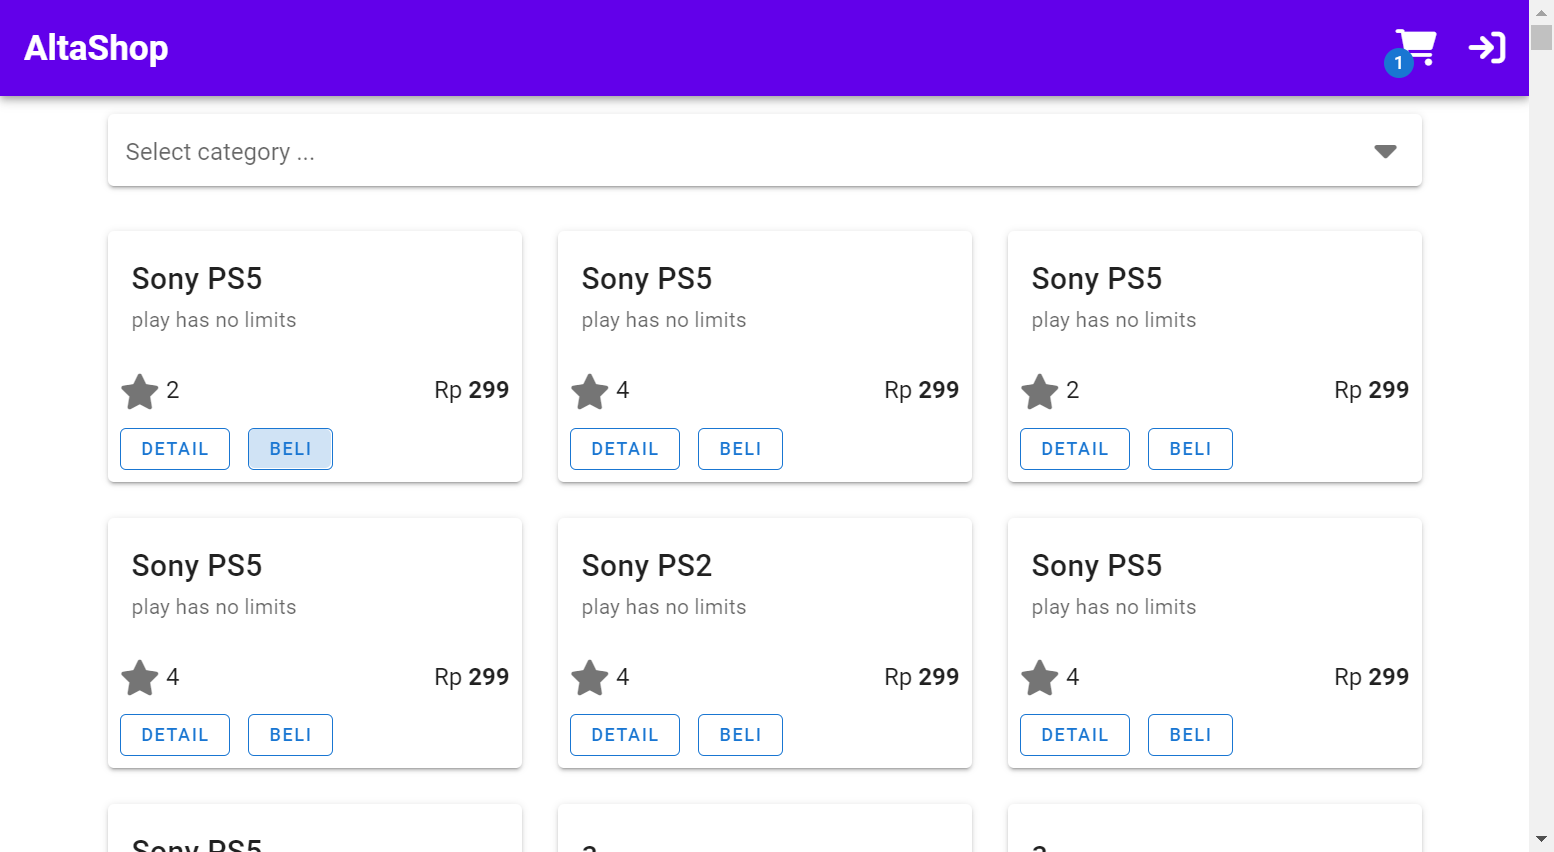 AltaShop
1
Select category ...
Sony PS5
play has no limits
2
Rp 299
DETAIL
BELI
Sony PS5
play has no limits
4
Rp 299
DETAIL
BELI
Sony PS5
play has no limits
2
Rp 299
DETAIL
BELI
Sony PS5
play has no limits
4
Rp 299
DETAIL
BELI
Sony PS2
play has no limits
4
Rp 299
DETAIL
BELI
Sony PS5
play has no limits
4
Rp 299
DETAIL
BELI
Sony PS5